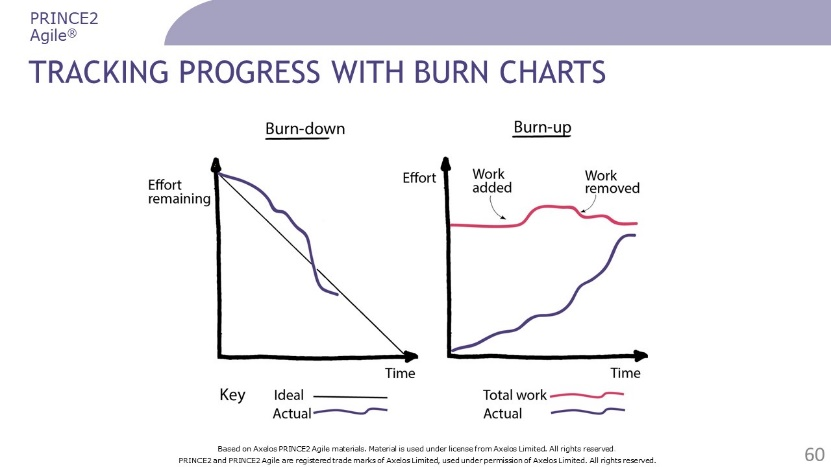 PRINCE2
Agile®
TRACKING PROGRESS WITH BURN CHARTS
Burn-down
Effort
remaining
Time
Key
Ideal
Actual
Burn-up
Effort
Work
added
Work
removed
Time
Total work
Actual
Based on Axelos PRINCE2 Agile materials. Material is used under license from Axelos Limited. All rights reserved.
PRINCE2 and PRINCE2 Agile are registered trade marks of Axelos Limited, used under permission of Axelos Limited. All rights reserved.
60